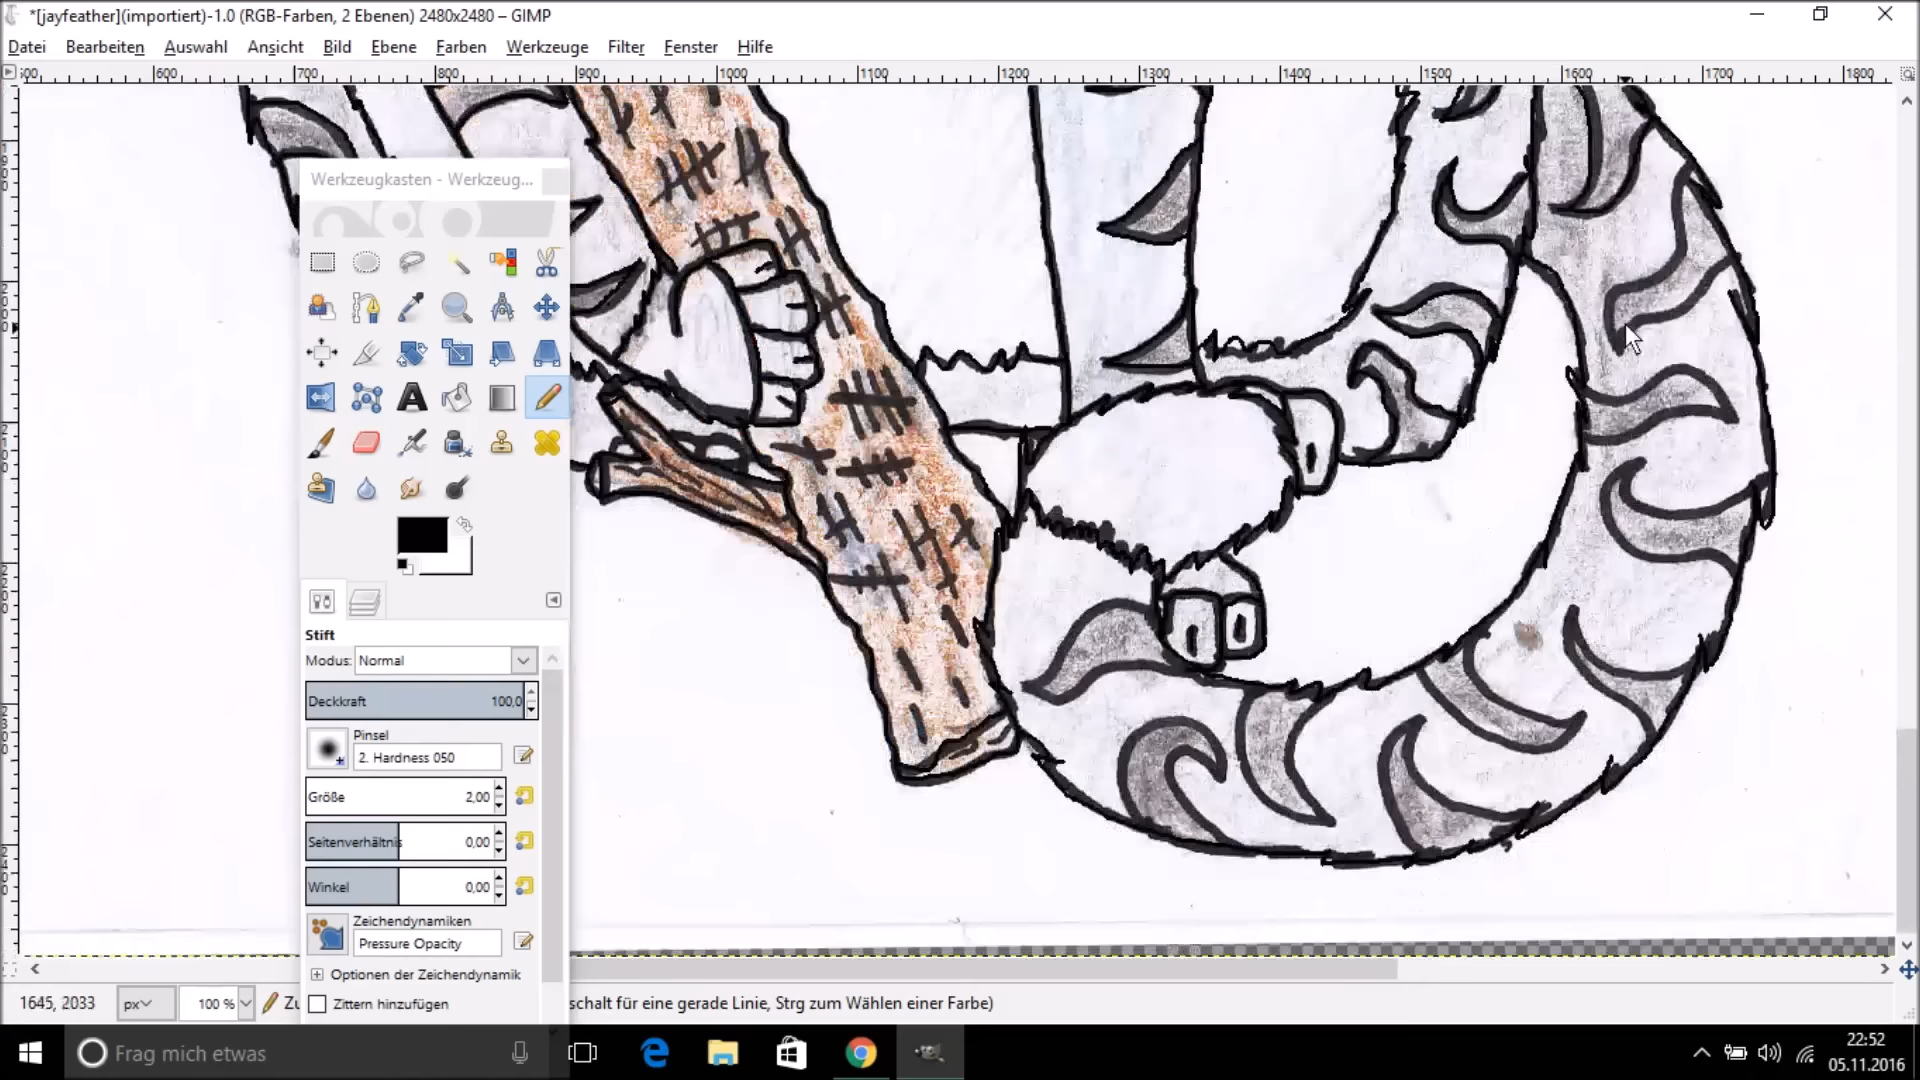 *[jayfeather](importiert)-1.0 (RGB-Farben, 2 Ebenen) 2480x2480 – GIMP
Datei Bearbeiten Auswahl Ansicht Bild Ebene Farben Werkzeuge Filter Fenster Hilfe
600 700 800 900 1000 1100 1200 1300 1400 1500 1600 1700 1800
Werkzeugkasten - Werkzeug...
Stift
Modus: Normal
Deckkraft 100,0
Pinsel
2. Hardness 050
Größe 2,00
Seitenverhältnis 0,00
Winkel 0,00
Zeichendynamiken
Pressure Opacity
Optionen der Zeichendynamik
Zittern hinzufügen
1645, 2033 px 100 % Zu schalt für eine gerade Linie, Strg zum Wählen einer Farbe)
Frag mich etwas
22:52
05.11.2016